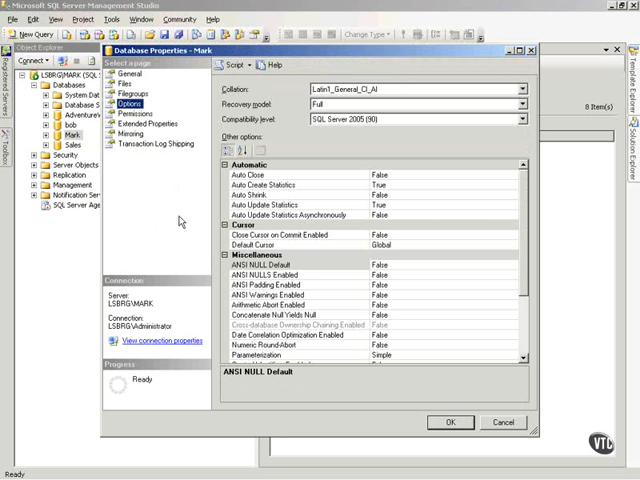 Microsoft SQL Server Management Studio
File Edit View Project Tools Window Community Help
New Query
Change Type
Object Explorer
Connect
LSBRG\MARK (SQL S
Databases
System Dat
Database S
Adventure
bob
Mark
Sales
Security
Server Objects
Replication
Management
Notification Ser
SQL Server Age
Registered Servers
Toolbox
Database Properties - Mark
Select a page
General
Files
Filegroups
Options
Permissions
Extended Properties
Mirroring
Transaction Log Shipping
Connection
Server:
LSBRG\MARK
Connection:
LSBRG\Administrator
View connection properties
Progress
Ready
Script Help
Collation: Latin1_General_CI_AI
Recovery model: Full
Compatibility level: SQL Server 2005 (90)
Other options:
Automatic
Auto Close False
Auto Create Statistics True
Auto Shrink False
Auto Update Statistics True
Auto Update Statistics Asynchronously False
Cursor
Close Cursor on Commit Enabled False
Default Cursor Global
Miscellaneous
ANSI NULL Default False
ANSI NULLS Enabled False
ANSI Padding Enabled False
ANSI Warnings Enabled False
Arithmetic Abort Enabled False
Concatenate Null Yields Null False
Cross-database Ownership Chaining Enabled False
Date Correlation Optimization Enabled False
Numeric Round-Abort False
Parameterization Simple
ANSI NULL Default
OK Cancel
8 Item(s)
Template Explorer
Solution Explorer
VTC
Ready